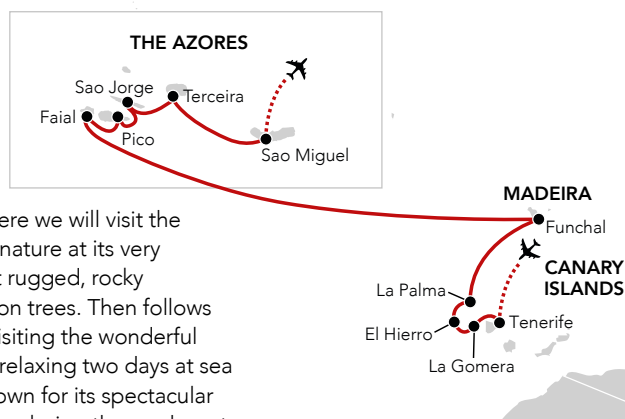 THE AZORES
Sao Jorge
Terceira
Faial
Pico
Sao Miguel
MADEIRA
Funchal
CANARY
ISLANDS
La Palma
El Hierro
Tenerife
La Gomera
ere we will visit the
nature at its very
rugged, rocky
on trees. Then follows
isiting the wonderful
relaxing two days at sea
own for its spectacular